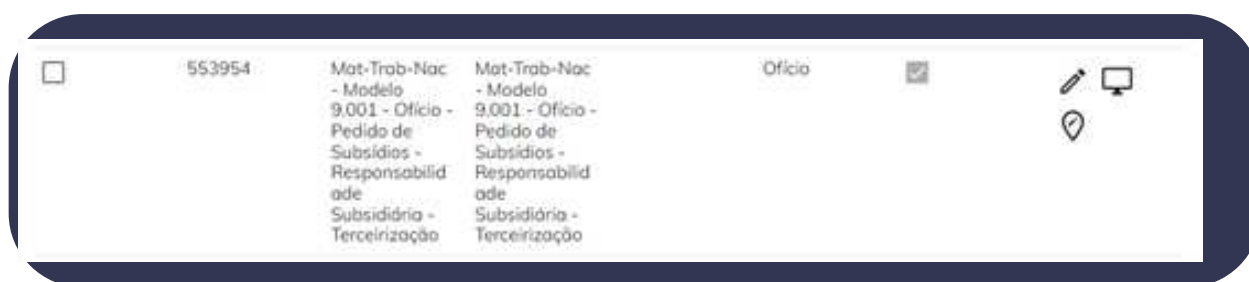 553954
Mat-Trab-Nac
- Modelo
9.001 - Ofício -
Pedido de
Subsídios -
Responsabilid
ade
Subsidiária -
Terceirização
Mat-Trab-Nac
- Modelo
9.001 - Ofício -
Pedido de
Subsídios -
Responsabilid
ade
Subsidiária -
Terceirização
Ofício